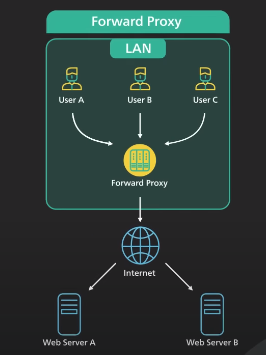 Forward Proxy
LAN
User A
User B
User C
Forward Proxy
Internet
Web Server A
Web Server B